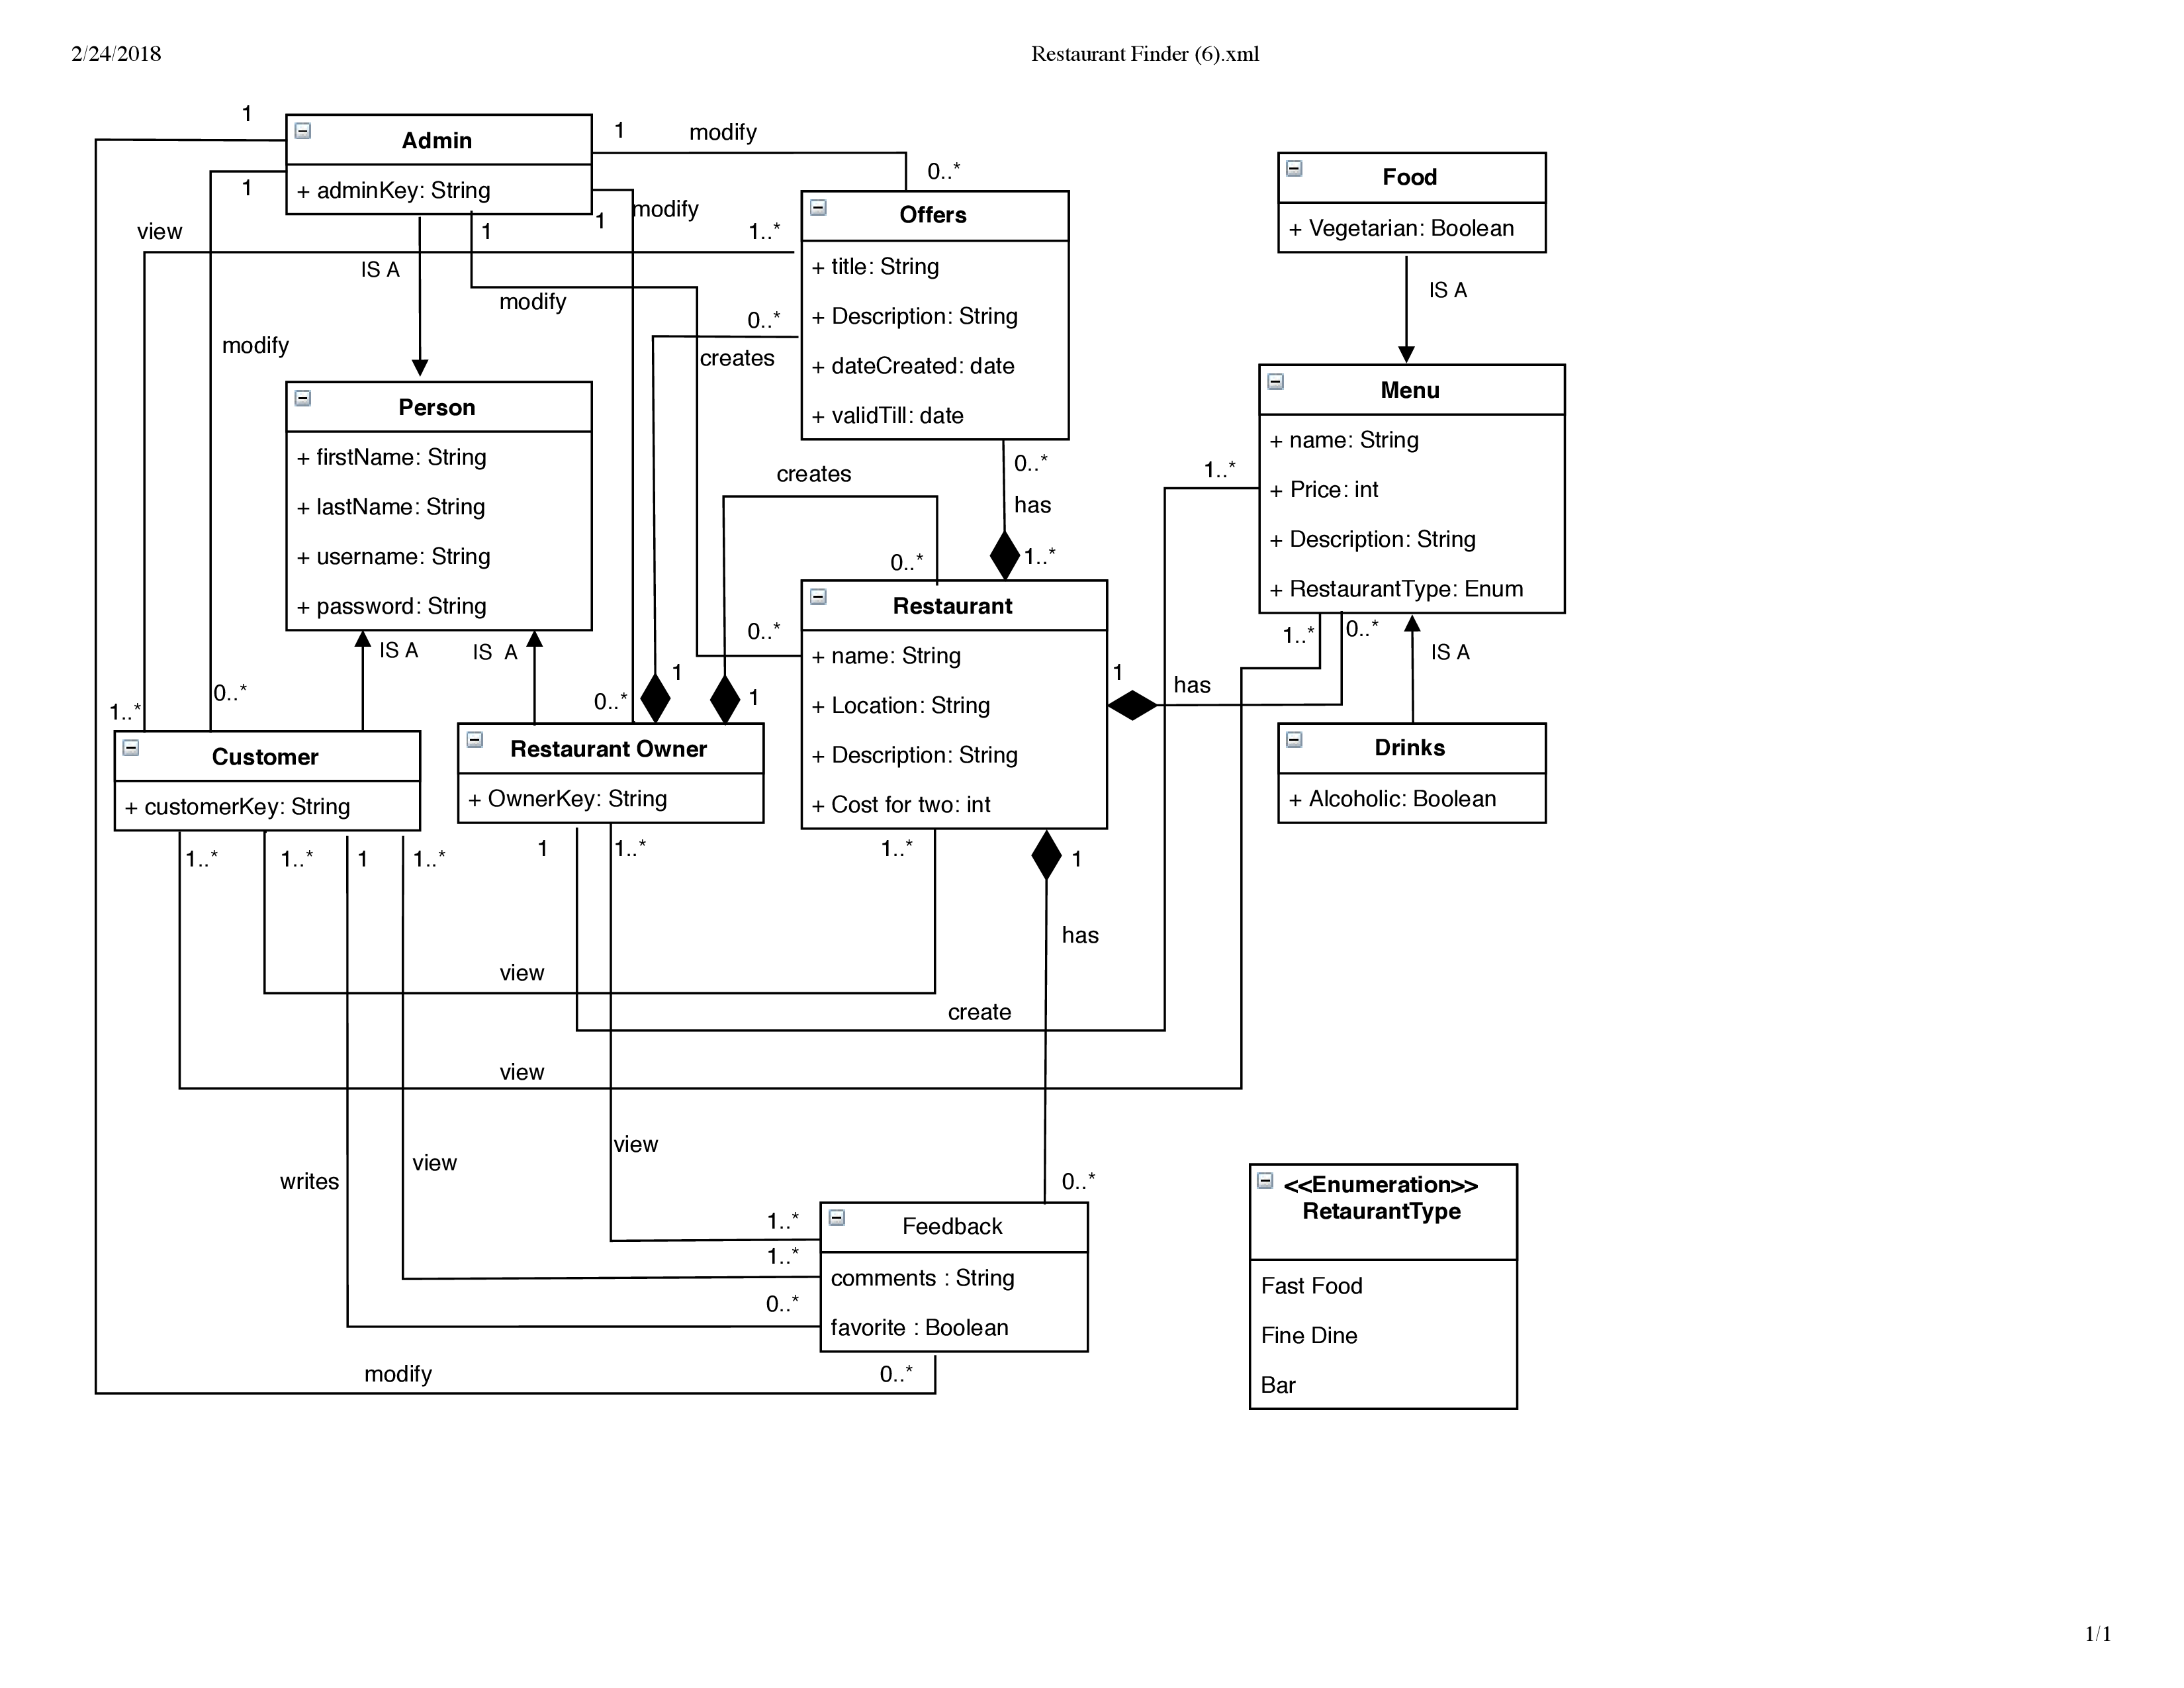 2/24/2018
Restaurant Finder (6).xml
1
Admin
+ adminKey: String
1
1
modify
0..*
1
modify
1
view
1..*
IS A
modify
modify
Offers
+ title: String
+ Description: String
+ dateCreated: date
+ validTill: date
0..*
creates
Food
+ Vegetarian: Boolean
IS A
Person
+ firstName: String
+ lastName: String
+ username: String
+ password: String
IS A
IS A
Menu
+ name: String
+ Price: int
+ Description: String
+ RestaurantType: Enum
1..*
0..*
has
1..*
creates
0..*
0..*
Restaurant
+ name: String
+ Location: String
+ Description: String
+ Cost for two: int
1
has
1..*
0..*
IS A
1..*
0..*
0..*
1
1
Customer
+ customerKey: String
Restaurant Owner
+ OwnerKey: String
Drinks
+ Alcoholic: Boolean
1..*
1..*
1
1..*
1
1..*
1..*
1
has
view
create
view
view
view
writes
0..*
1..*
1..*
0..*
Feedback
comments : String
favorite : Boolean
modify
0..*
<<Enumeration>>
RetaurantType
Fast Food
Fine Dine
Bar
1/1